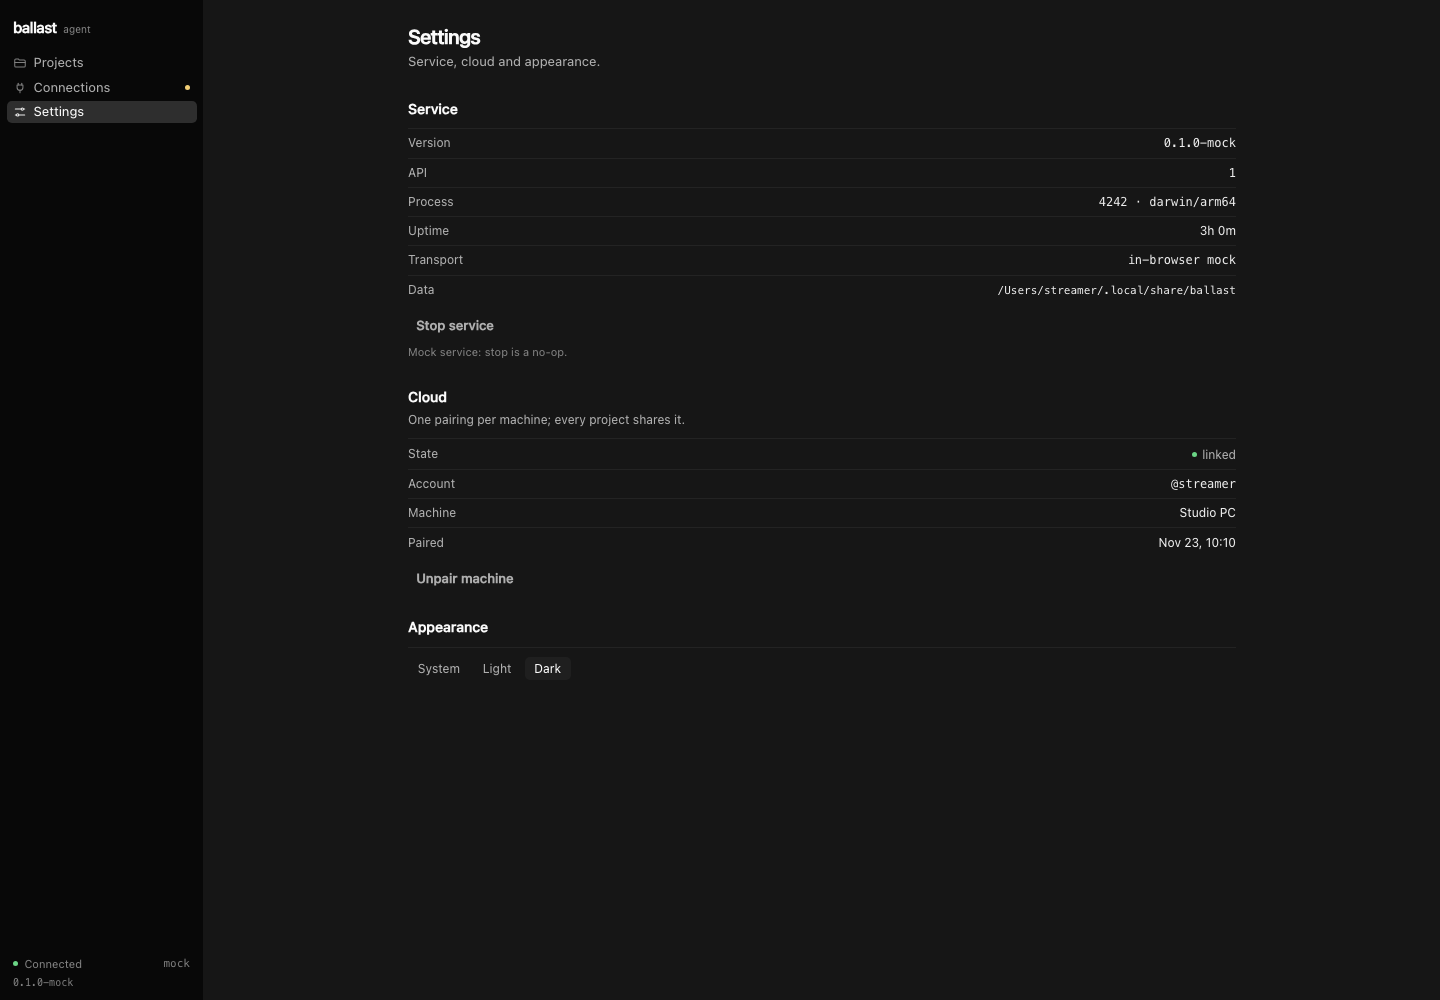 ballast agent
Projects
Connections
Settings
Settings
Service, cloud and appearance.
Service
Version 0.1.0-mock
API 1
Process 4242 · darwin/arm64
Uptime 3h 0m
Transport in-browser mock
Data /Users/streamer/.local/share/ballast
Stop service
Mock service: stop is a no-op.
Cloud
One pairing per machine; every project shares it.
State linked
Account @streamer
Machine Studio PC
Paired Nov 23, 10:10
Unpair machine
Appearance
System Light Dark
Connected mock
0.1.0-mock